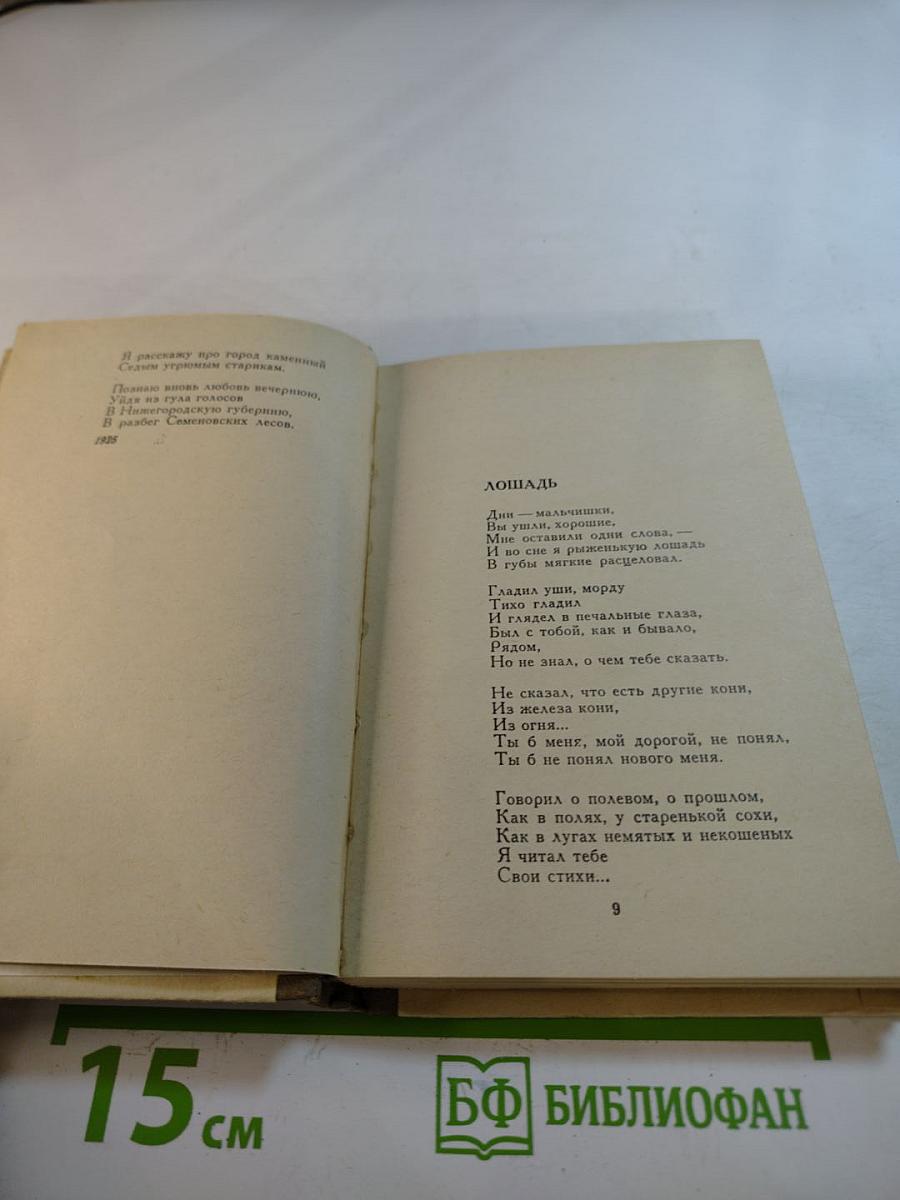 Я расскажу про город каменный
Седым угрюмым старикам.
Познаю вновь любовь вечернюю,
Уйдя из гула голосов
В Нижегородскую губернию,
В разбег Семеновских лесов.
1925
ЛОШАДЬ
Дни — мальчишки,
Вы ушли, хорошие,
Мне оставили одни слова, —
И во сне я рыженькую лошадь
В губы мягкие расцеловал.
Гладил уши, морду
Тихо гладил
И глядел в печальные глаза,
Был с тобой, как и бывало,
Рядом,
Но не знал, о чем тебе сказать.
Не сказал, что есть другие кони,
Из железа кони,
Из огня...
Ты б меня, мой дорогой, не понял,
Ты б не понял нового меня.
Говорил о полевом, о прошлом,
Как в полях, у старенькой сохи,
Как в лугах немятых и некошеных
Я читал тебе
Свои стихи...
9
15 см
БФ БИБЛИОФАН